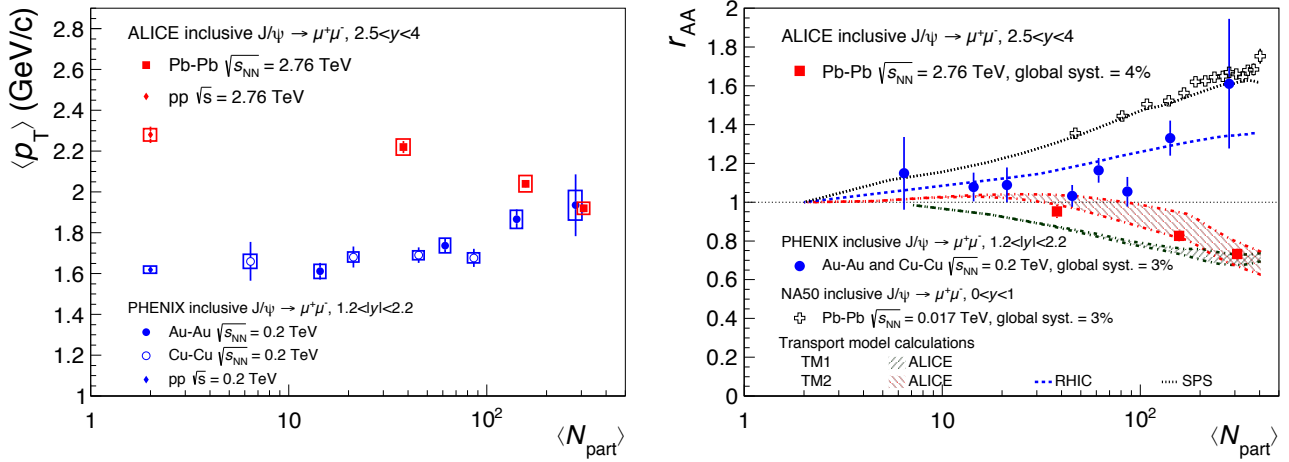 ⟨p_T⟩ (GeV/c)
2.8
2.6
2.4
2.2
2
1.8
1.6
1.4
1.2
1
ALICE inclusive J/ψ → μ⁺μ⁻, 2.5<y<4
Pb-Pb √s_NN = 2.76 TeV
pp √s = 2.76 TeV
PHENIX inclusive J/ψ → μ⁺μ⁻, 1.2<|y|<2.2
Au-Au √s_NN = 0.2 TeV
Cu-Cu √s_NN = 0.2 TeV
pp √s = 0.2 TeV
1 10 10²
⟨N_part⟩
r_AA
2
1.8
1.6
1.4
1.2
1
0.8
0.6
0.4
0.2
0
ALICE inclusive J/ψ → μ⁺μ⁻, 2.5<y<4
Pb-Pb √s_NN = 2.76 TeV, global syst. = 4%
PHENIX inclusive J/ψ → μ⁺μ⁻, 1.2<|y|<2.2
Au-Au and Cu-Cu √s_NN = 0.2 TeV, global syst. = 3%
NA50 inclusive J/ψ → μ⁺μ⁻, 0<y<1
Pb-Pb √s_NN = 0.017 TeV, global syst. = 3%
Transport model calculations
TM1 ALICE
TM2 ALICE RHIC SPS
1 10 10²
⟨N_part⟩